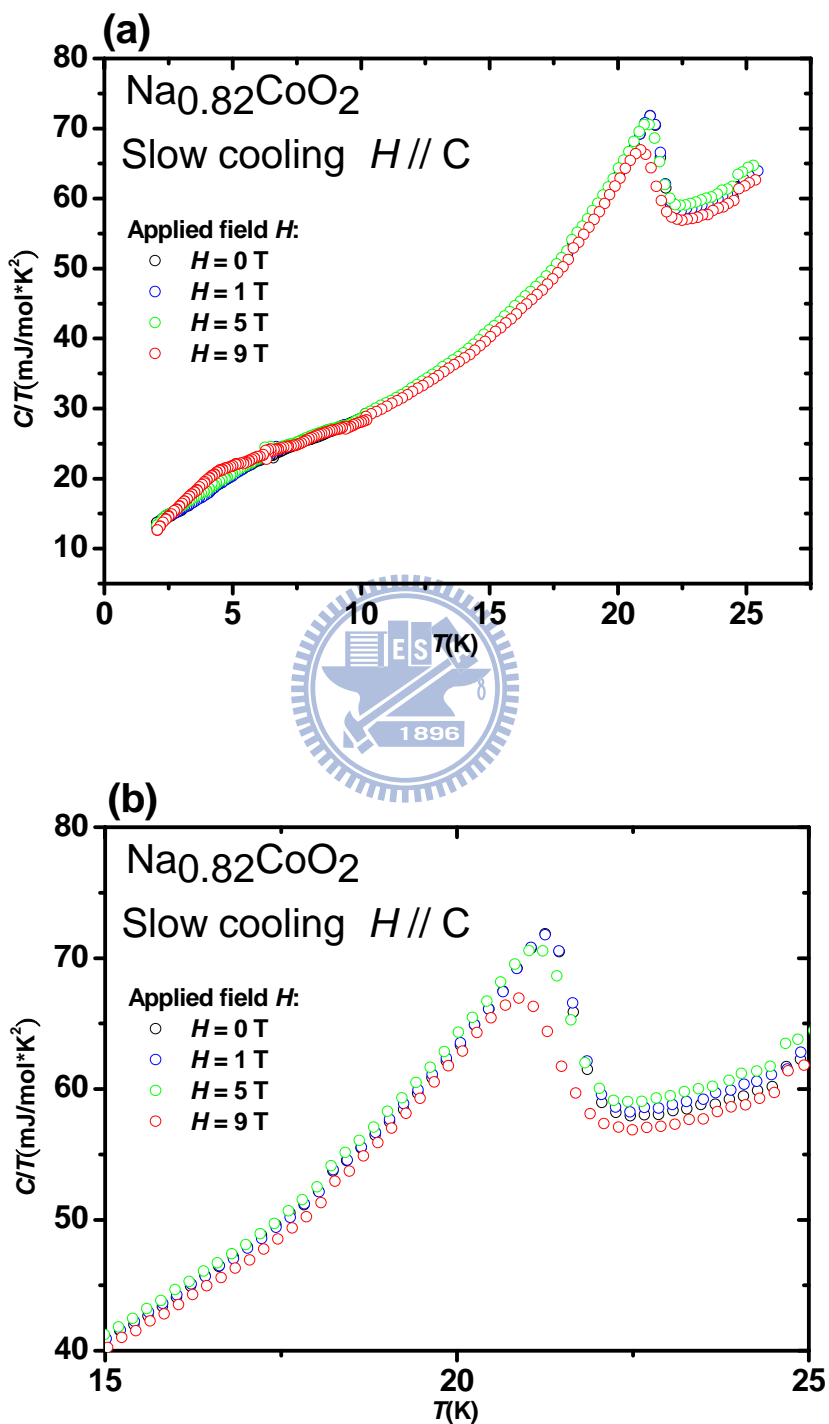 (a)
80
70
60
50
40
30
20
10
C/T(mJ/mol*K²)
Na0.82CoO2
Slow cooling H // C
Applied field H:
H = 0 T
H = 1 T
H = 5 T
H = 9 T
0 5 10 15 20 25
T(K)
E S
1896
(b)
80
70
60
50
40
C/T(mJ/mol*K²)
Na0.82CoO2
Slow cooling H // C
Applied field H:
H = 0 T
H = 1 T
H = 5 T
H = 9 T
15 20 25
T(K)